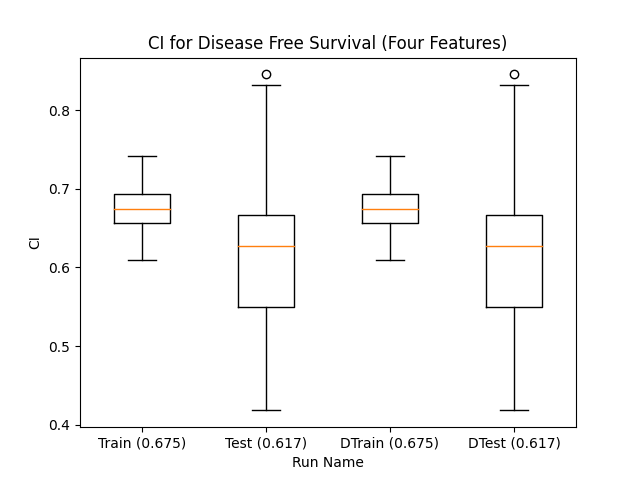 CI for Disease Free Survival (Four Features)
0.8
0.7
0.6
0.5
0.4
CI
Train (0.675) Test (0.617) DTrain (0.675) DTest (0.617)
Run Name